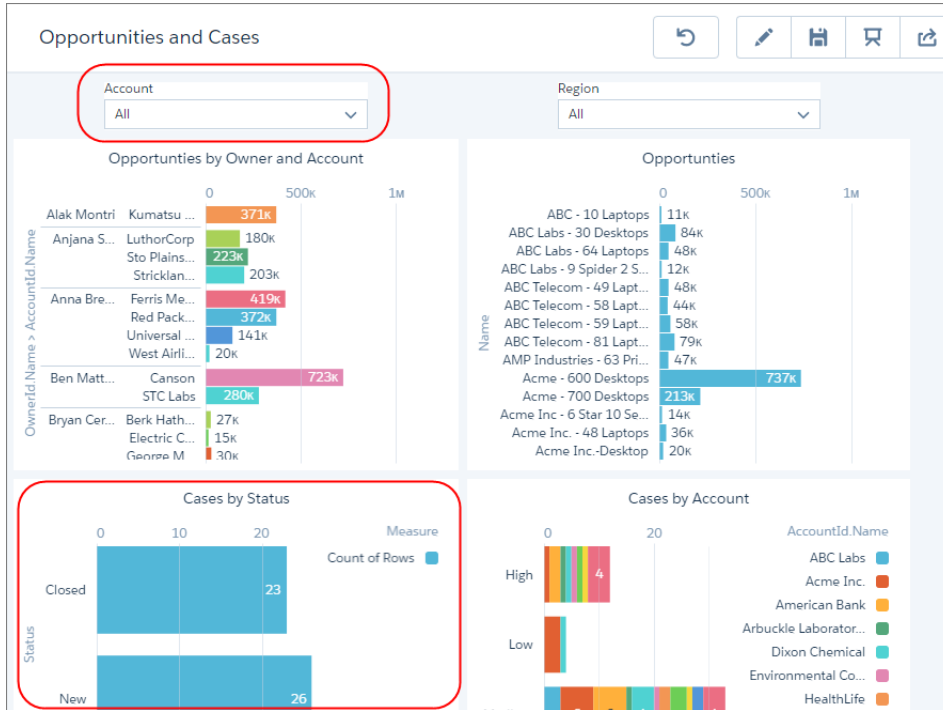 Opportunities and Cases
Account
Region
All
All
Opportunties by Owner and Account
0 500K 1M
OwnerId.Name > AccountId.Name
Alak Montri Kumatsu ... 371K
Anjana S... LuthorCorp 180K
Sto Plains... 223K
Stricklan... 203K
Anna Bre... Ferris Me... 419K
Red Pack... 372K
Universal ... 141K
West Airli... 20K
Ben Matt... Canson 723K
STC Labs 280K
Bryan Cer... Berk Hath... 27K
Electric C... 15K
George M 30K
Opportunties
0 500K 1M
Name
ABC - 10 Laptops 11K
ABC Labs - 30 Desktops 84K
ABC Labs - 64 Laptops 48K
ABC Labs - 9 Spider 2 S... 12K
ABC Telecom - 49 Lapt... 48K
ABC Telecom - 58 Lapt... 44K
ABC Telecom - 59 Lapt... 58K
ABC Telecom - 81 Lapt... 79K
AMP Industries - 63 Pri... 47K
Acme - 600 Desktops 737K
Acme - 700 Desktops 213K
Acme Inc - 6 Star 10 Se... 14K
Acme Inc. - 48 Laptops 36K
Acme Inc.-Desktop 20K
Cases by Status
0 10 20
Measure
Count of Rows
Status
Closed 23
New 26
Cases by Account
0 20
AccountId.Name
High 4
Low
ABC Labs
Acme Inc.
American Bank
Arbuckle Laborator...
Dixon Chemical
Environmental Co...
HealthLife